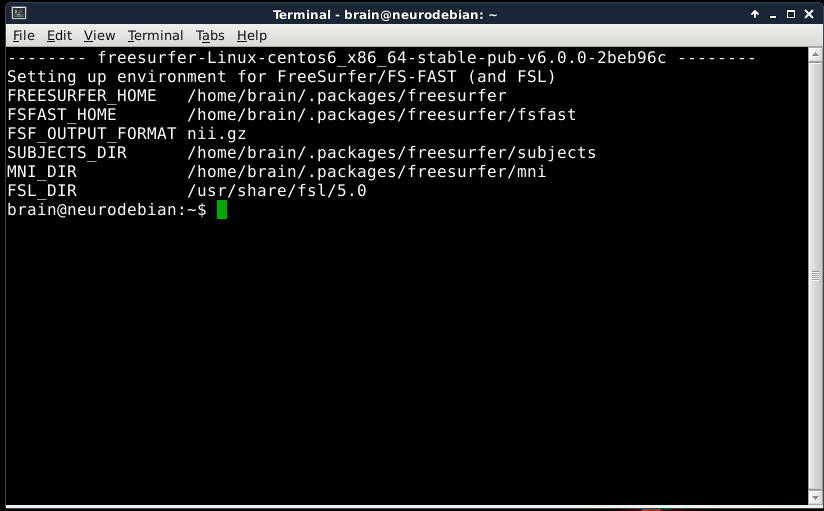 Terminal - brain@neurodebian: ~
File Edit View Terminal Tabs Help
-------- freesurfer-Linux-centos6_x86_64-stable-pub-v6.0.0-2beb96c --------
Setting up environment for FreeSurfer/FS-FAST (and FSL)
FREESURFER_HOME   /home/brain/.packages/freesurfer
FSFAST_HOME       /home/brain/.packages/freesurfer/fsfast
FSF_OUTPUT_FORMAT nii.gz
SUBJECTS_DIR      /home/brain/.packages/freesurfer/subjects
MNI_DIR           /home/brain/.packages/freesurfer/mni
FSL_DIR           /usr/share/fsl/5.0
brain@neurodebian:~$